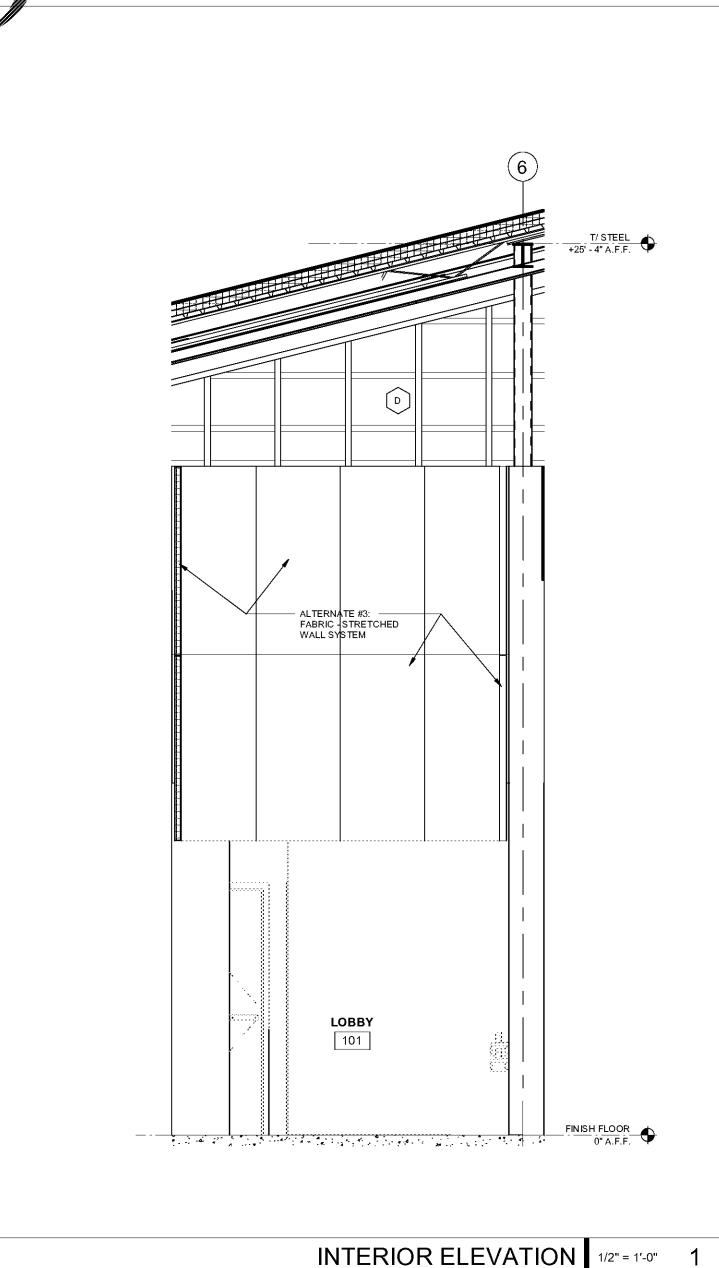 6
T/ STEEL
+25' - 4" A.F.F.
D
ALTERNATE #3:
FABRIC - STRETCHED
WALL SYSTEM
LOBBY
101
FINISH FLOOR
0" A.F.F.
INTERIOR ELEVATION
1/2" = 1'-0"
1